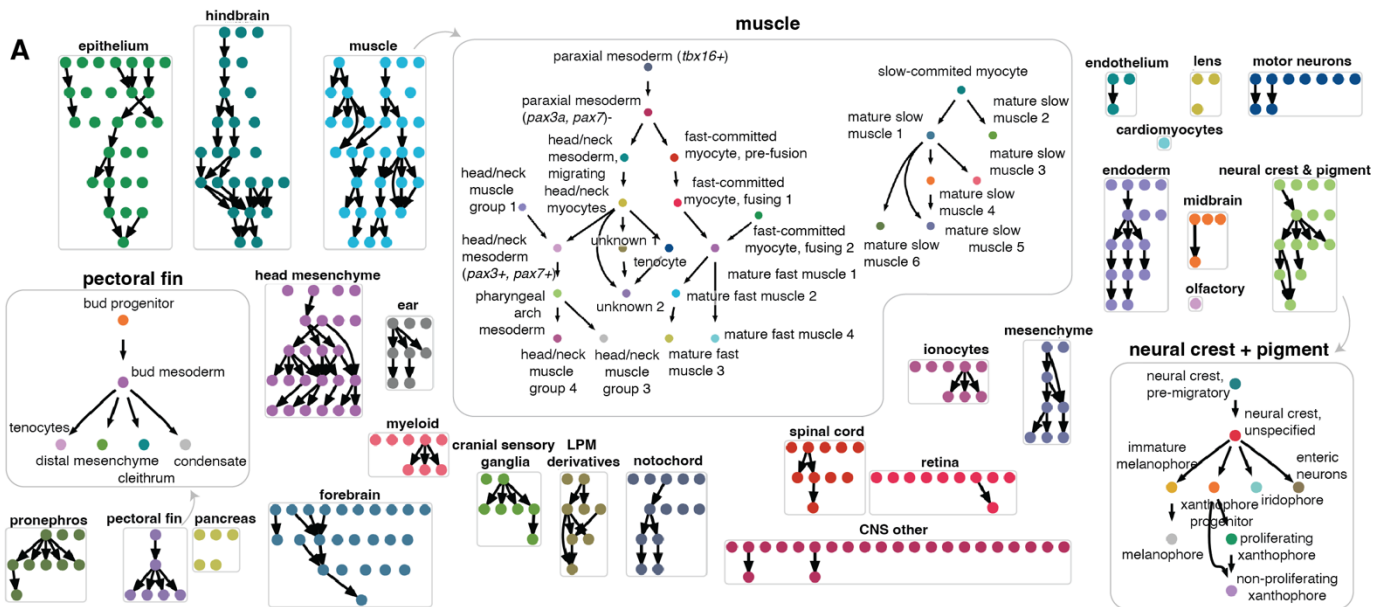 A
epithelium
hindbrain
muscle
muscle
paraxial mesoderm (tbx16+)
paraxial mesoderm
(pax3a, pax7)-
head/neck
mesoderm,
migrating
fast-committed
myocyte, pre-fusion
head/neck
muscle
group 1
head/neck
myocytes
fast-committed
myocyte, fusing 1
head/neck
mesoderm
(pax3+, pax7+)
unknown 1
tenocyte
fast-committed
myocyte, fusing 2
mature fast muscle 1
pharyngeal
arch
mesoderm
unknown 2
mature fast muscle 2
mature fast muscle 4
head/neck
muscle
group 4
head/neck
muscle
group 3
mature fast
muscle 3
slow-commited myocyte
mature slow
muscle 1
mature slow
muscle 2
mature slow
muscle 3
mature slow
muscle 4
mature slow
muscle 5
mature slow
muscle 6
endothelium
lens
motor neurons
cardiomyocytes
endoderm
midbrain
neural crest & pigment
olfactory
pectoral fin
bud progenitor
bud mesoderm
tenocytes
distal mesenchyme
cleithrum
condensate
head mesenchyme
ear
myeloid
ionocytes
mesenchyme
neural crest + pigment
neural crest,
pre-migratory
neural crest,
unspecified
immature
melanophore
enteric
neurons
xanthophore
progenitor
iridophore
melanophore
proliferating
xanthophore
non-proliferating
xanthophore
pronephros
pectoral fin
pancreas
forebrain
cranial sensory
ganglia
LPM
derivatives
notochord
spinal cord
retina
CNS other